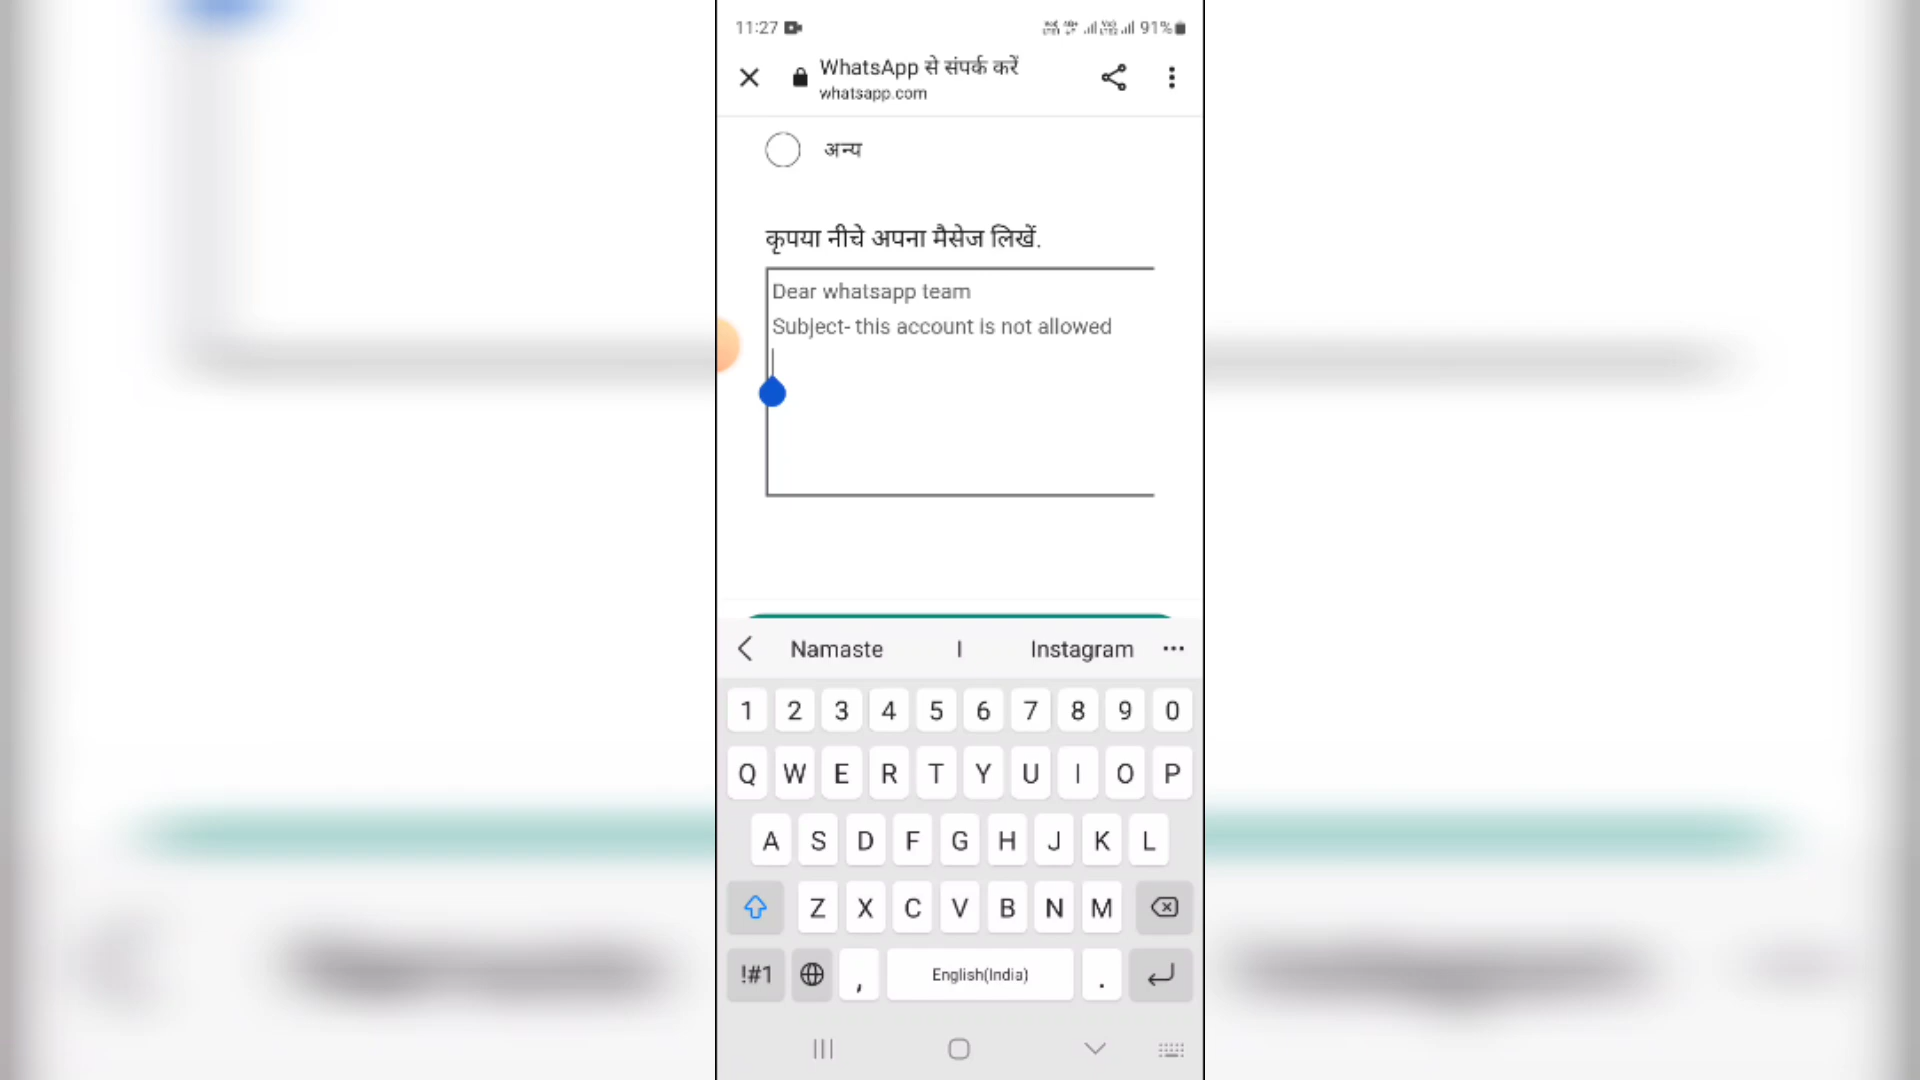 11:27
91%
WhatsApp से संपर्क करें
whatsapp.com
अन्य
कृपया नीचे अपना मैसेज लिखें.
Dear whatsapp team
Subject- this account is not allowed
Namaste I Instagram
1 2 3 4 5 6 7 8 9 0
Q W E R T Y U I O P
A S D F G H J K L
Z X C V B N M
!#1 , English(India) .